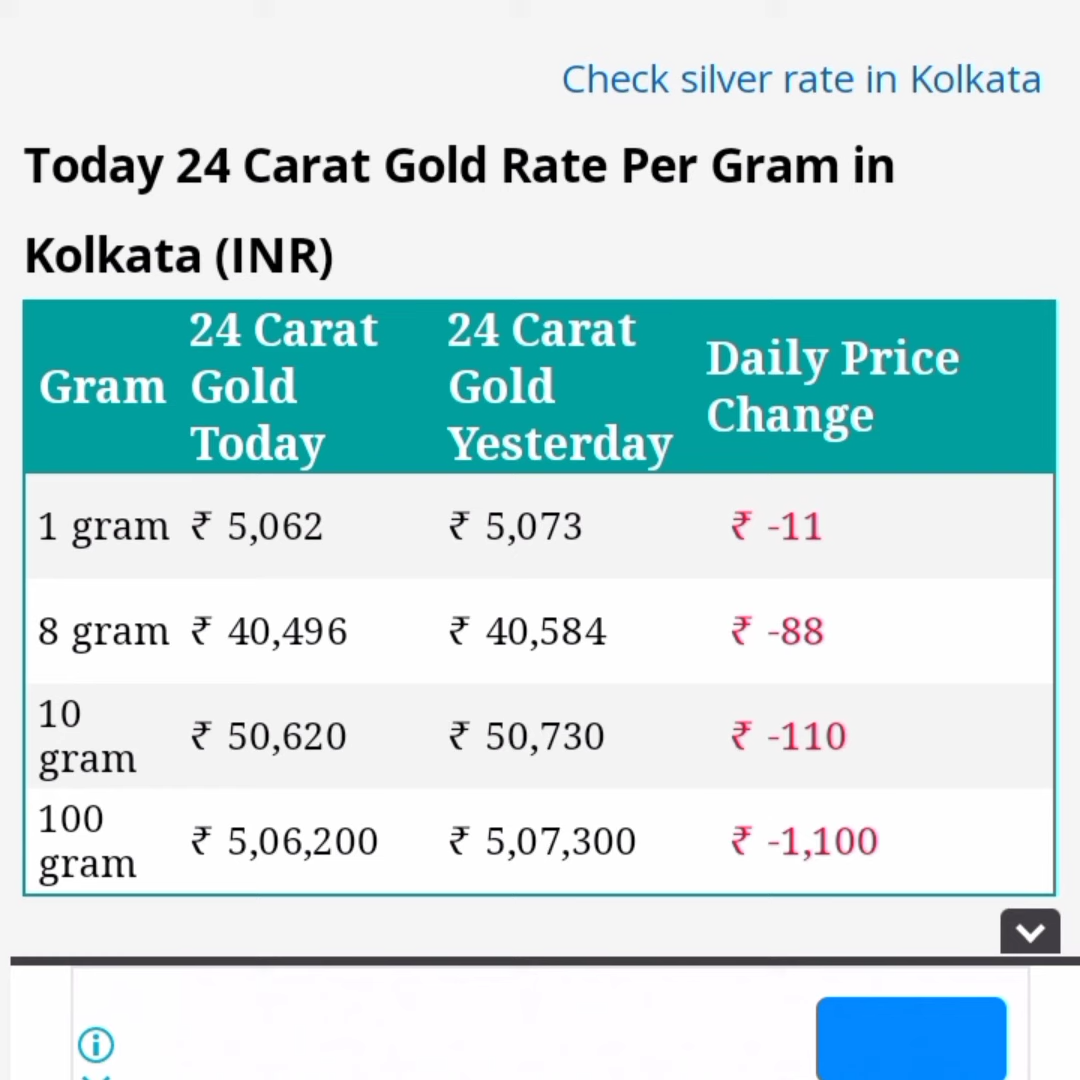 Check silver rate in Kolkata
Today 24 Carat Gold Rate Per Gram in
Kolkata (INR)
Gram 24 Carat Gold Today 24 Carat Gold Yesterday Daily Price Change
1 gram ₹ 5,062 ₹ 5,073 ₹ -11
8 gram ₹ 40,496 ₹ 40,584 ₹ -88
10 gram ₹ 50,620 ₹ 50,730 ₹ -110
100 gram ₹ 5,06,200 ₹ 5,07,300 ₹ -1,100